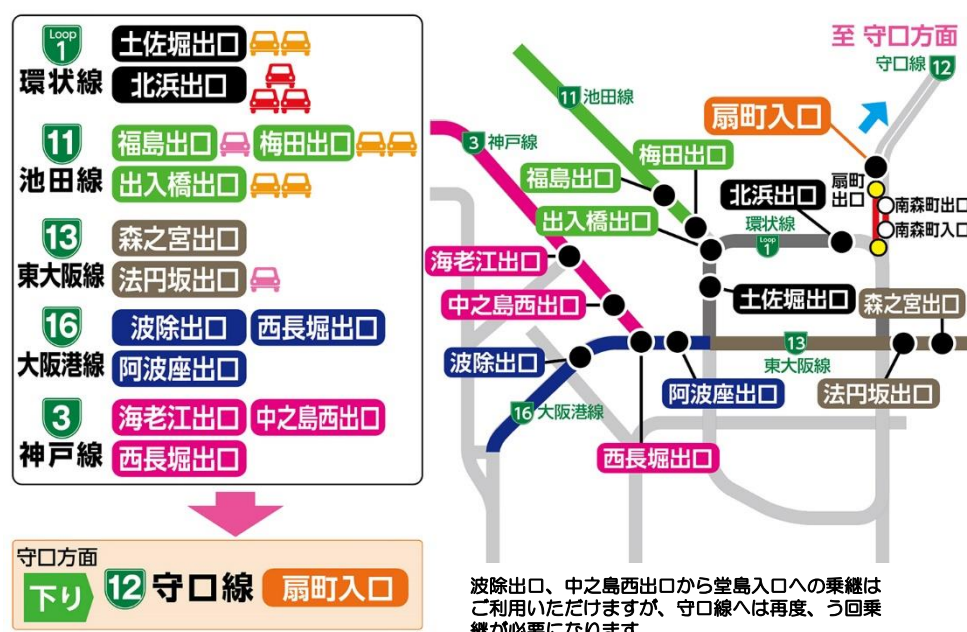 Loop
1
環状線
土佐堀出口
北浜出口
11
池田線
福島出口 梅田出口
出入橋出口
13
東大阪線
森之宮出口
法円坂出口
16
大阪港線
波除出口 西長堀出口
阿波座出口
3
神戸線
海老江出口 中之島西出口
西長堀出口
守口方面
下り 12 守口線 扇町入口
至 守口方面
守口線 12
11 池田線
扇町入口
3 神戸線
梅田出口
福島出口
北浜出口
扇町
出口
南森町出口
出入橋出口
環状線
Loop
1
南森町入口
海老江出口
中之島西出口
土佐堀出口
森之宮出口
波除出口
13
東大阪線
阿波座出口
法円坂出口
16 大阪港線
西長堀出口
波除出口、中之島西出口から堂島入口への乗継は
ご利用いただけますが、守口線へは再度、う回乗
継が必要になります